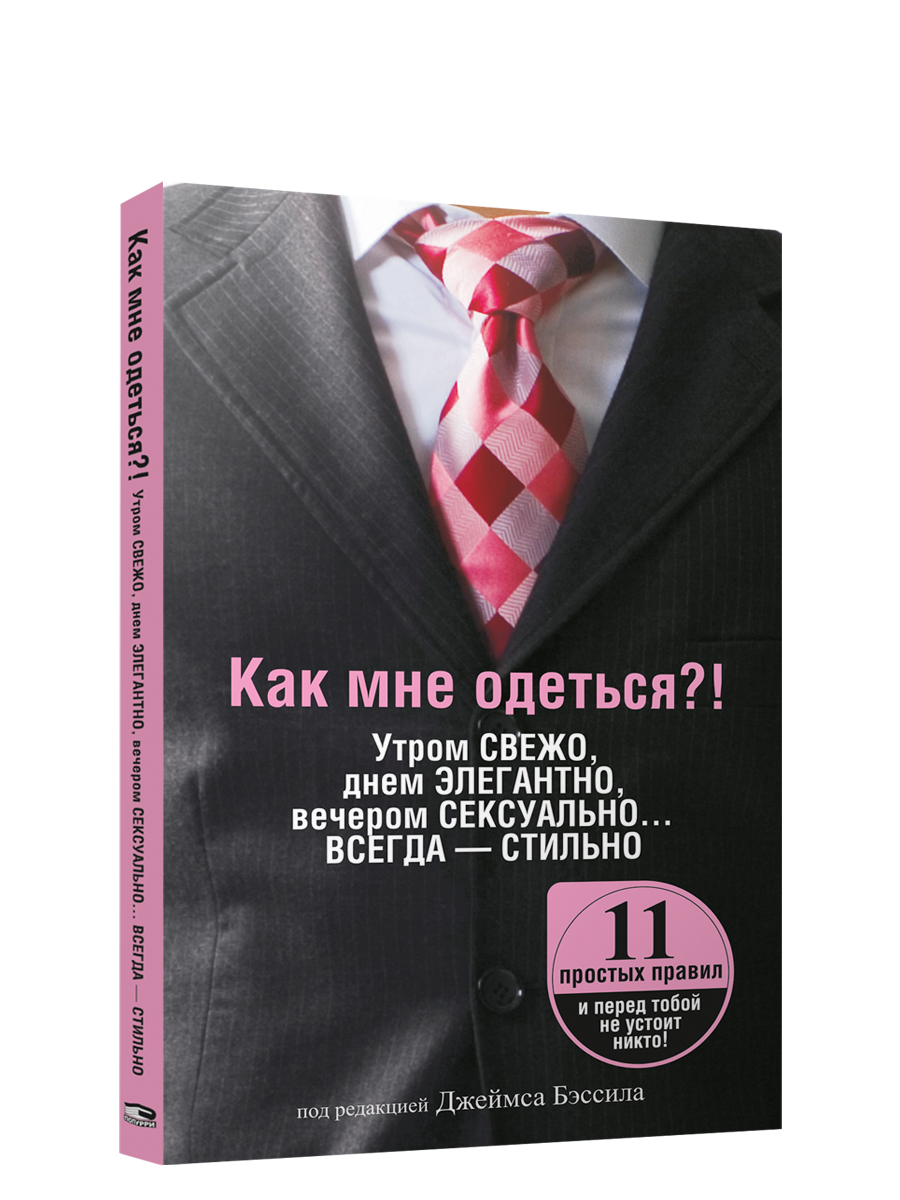 Как мне одеться?! Утром СВЕЖО, днем ЭЛЕГАНТНО, вечером СЕКСУАЛЬНО... ВСЕГДА — СТИЛЬНО
ПОПУРРИ
Как мне одеться?!
Утром СВЕЖО,
днем ЭЛЕГАНТНО,
вечером СЕКСУАЛЬНО...
ВСЕГДА — СТИЛЬНО
11
простых правил
и перед тобой
не устоит
никто!
под редакцией Джеймса Бэссила